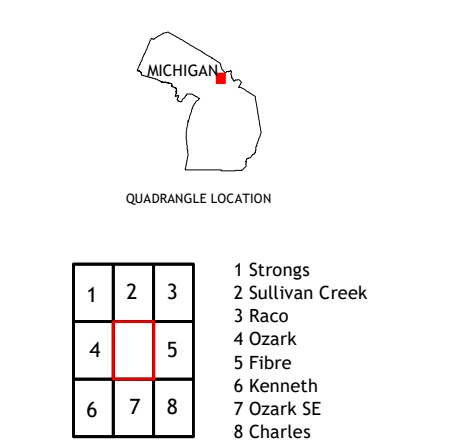 MICHIGAN
QUADRANGLE LOCATION
1 2 3
4 5
6 7 8
1 Strongs
2 Sullivan Creek
3 Raco
4 Ozark
5 Fibre
6 Kenneth
7 Ozark SE
8 Charles